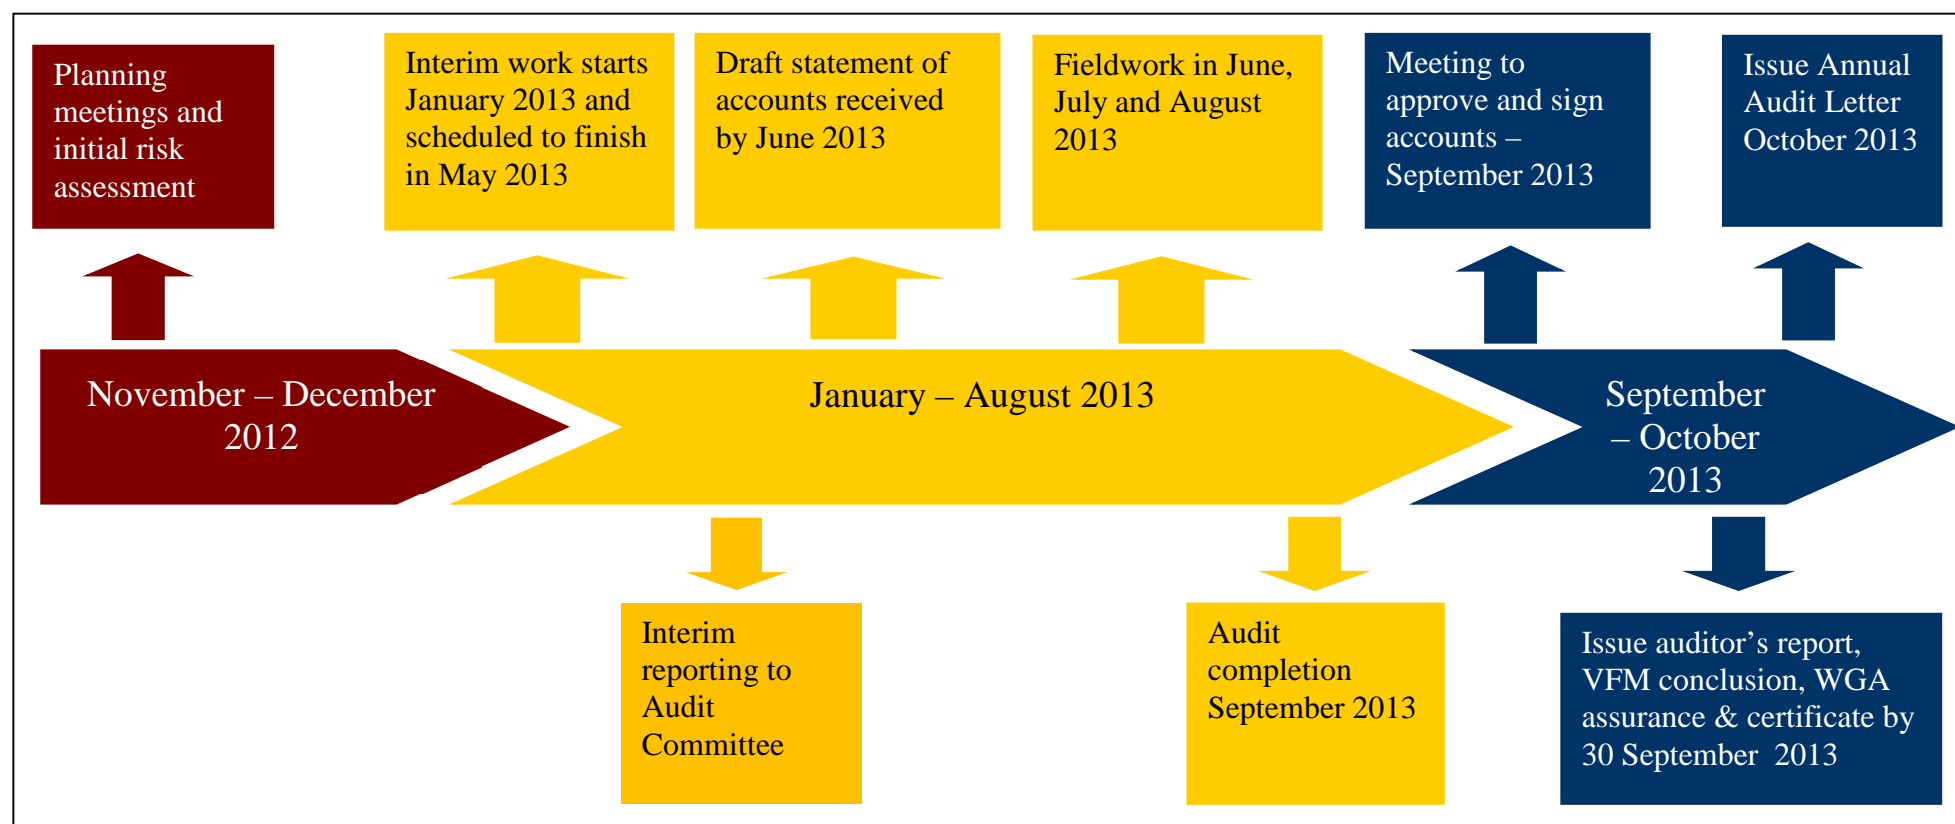 Planning
meetings and
initial risk
assessment
Interim work starts
January 2013 and
scheduled to finish
in May 2013
Draft statement of
accounts received
by June 2013
Fieldwork in June,
July and August
2013
Meeting to
approve and sign
accounts –
September 2013
Issue Annual
Audit Letter
October 2013
November – December
2012
January – August 2013
September
– October
2013
Interim
reporting to
Audit
Committee
Audit
completion
September 2013
Issue auditor’s report,
VFM conclusion, WGA
assurance & certificate by
30 September  2013